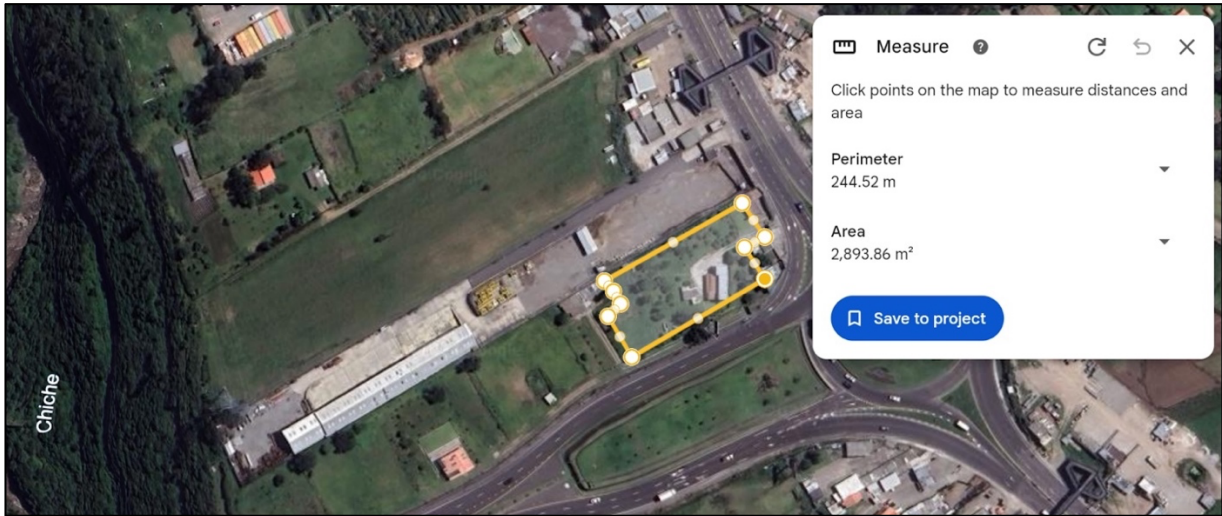 Measure
Click points on the map to measure distances and
area
Perimeter
244.52 m
Area
2,893.86 m²
Save to project
Chiche